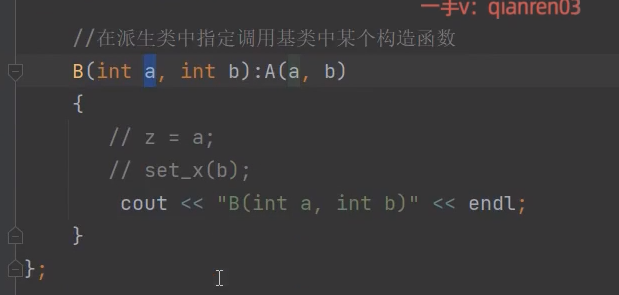 一手v：qianren03
//在派生类中指定调用基类中某个构造函数
B(int a, int b):A(a, b)
{
// z = a;
// set_x(b);
cout << "B(int a, int b)" << endl;
}
};